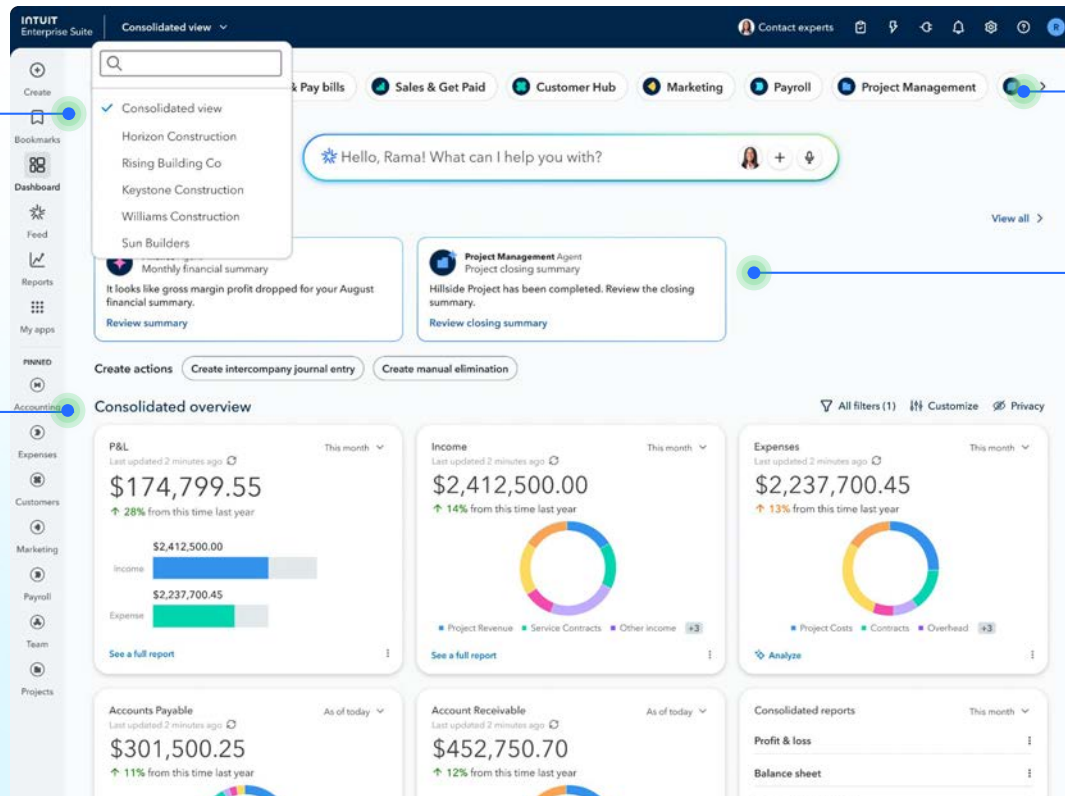 INTUIT
Enterprise Suite
Consolidated view
Contact experts
R
Create
Bookmarks
Dashboard
Feed
Reports
My apps
PINNED
Accounting
Expenses
Customers
Marketing
Payroll
Team
Projects
Consolidated view
Horizon Construction
Rising Building Co
Keystone Construction
Williams Construction
Sun Builders
& Pay bills
Sales & Get Paid
Customer Hub
Marketing
Payroll
Project Management
Hello, Rama! What can I help you with?
View all
Monthly financial summary
It looks like gross margin profit dropped for your August
financial summary.
Review summary
Project Management Agent
Project closing summary
Hillside Project has been completed. Review the closing
summary.
Review closing summary
Create actions
Create intercompany journal entry
Create manual elimination
Consolidated overview
All filters (1)
Customize
Privacy
P&L
This month
Last updated 2 minutes ago
$174,799.55
28% from this time last year
$2,412,500.00
Income
$2,237,700.45
Expense
See a full report
Income
This month
Last updated 2 minutes ago
$2,412,500.00
14% from this time last year
Project Revenue
Service Contracts
Other income
+3
See a full report
Expenses
This month
Last updated 2 minutes ago
$2,237,700.45
13% from this time last year
Project Costs
Contracts
Overhead
+3
Analyze
Accounts Payable
As of today
Last updated 2 minutes ago
$301,500.25
11% from this time last year
Account Receivable
As of today
Last updated 2 minutes ago
$452,750.70
12% from this time last year
Consolidated reports
This month
Profit & loss
Balance sheet